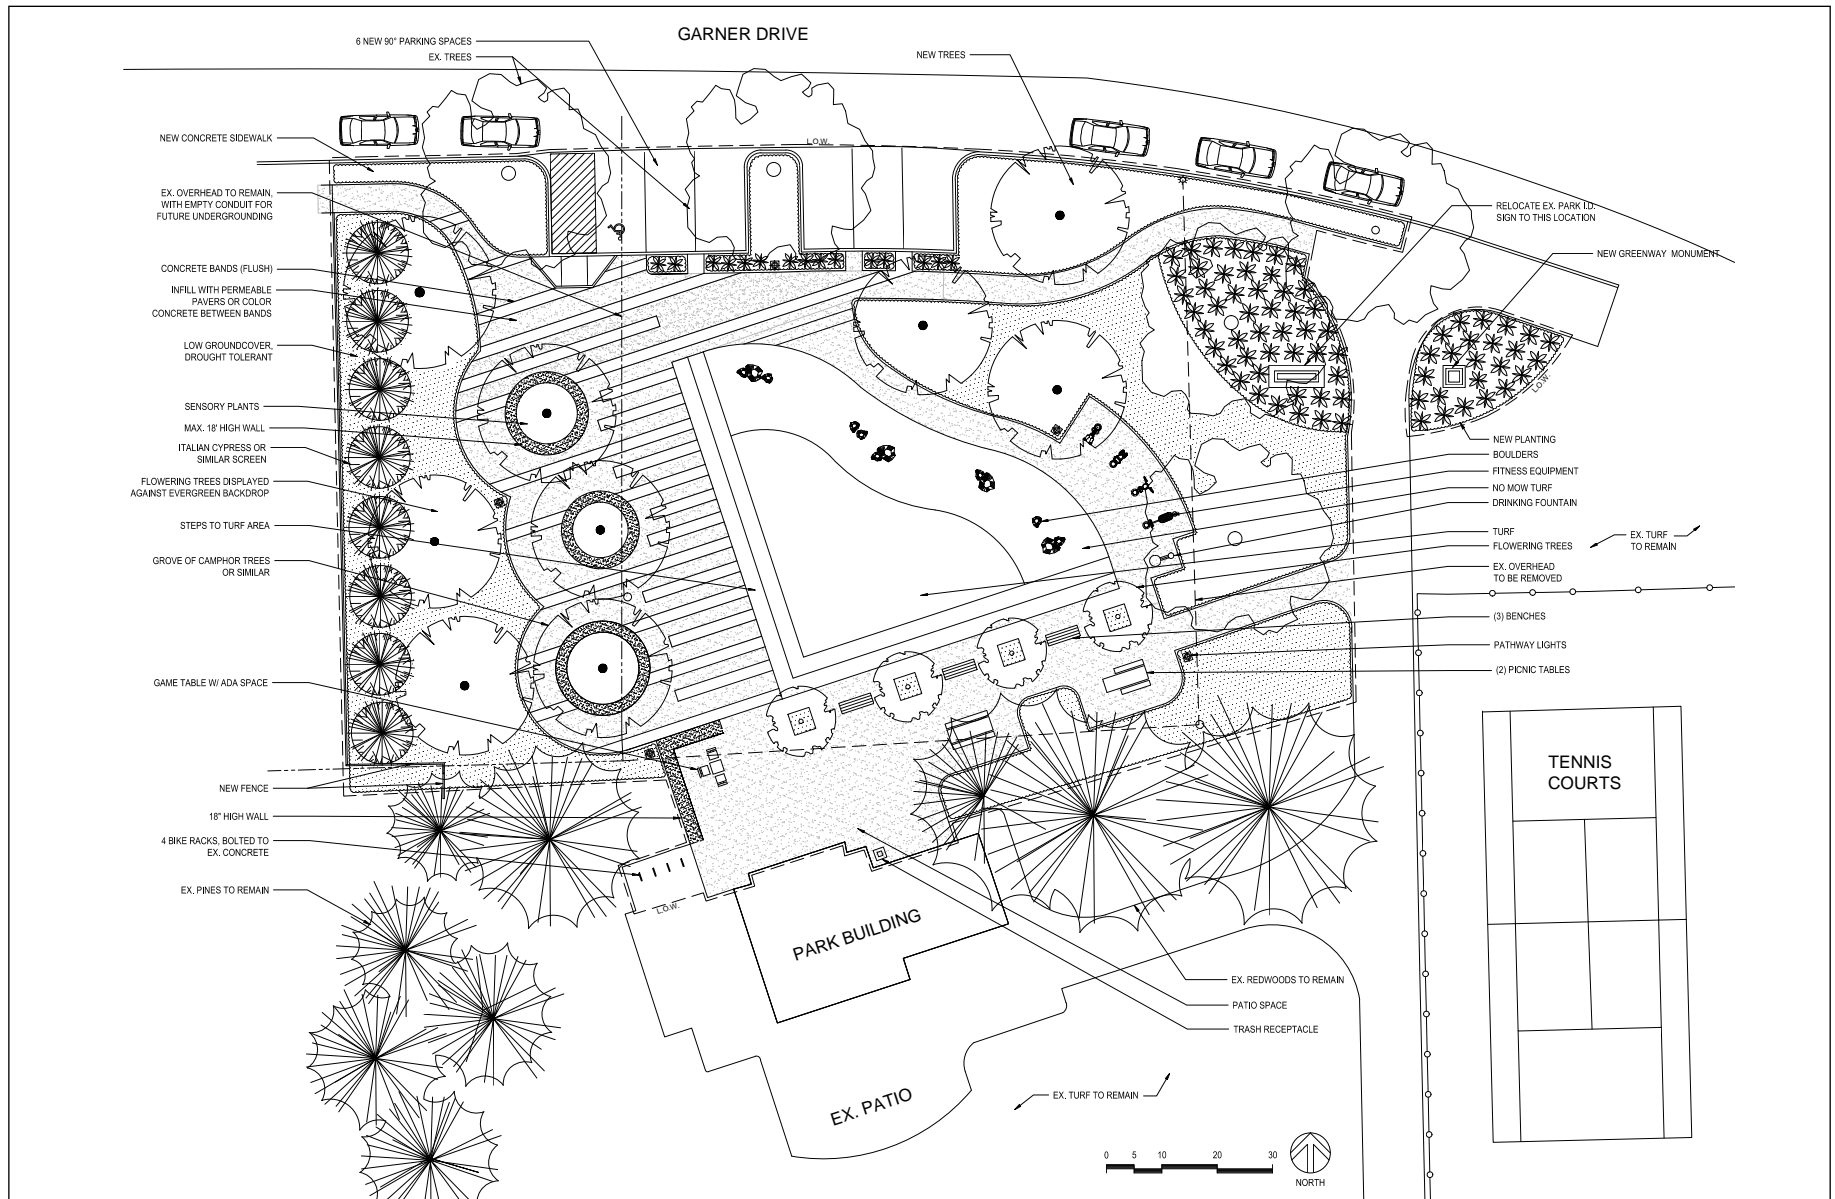 GARNER DRIVE
6 NEW 90° PARKING SPACES
EX. TREES
NEW TREES
NEW CONCRETE SIDEWALK
L.O.W.
EX. OVERHEAD TO REMAIN,
WITH EMPTY CONDUIT FOR
FUTURE UNDERGROUNDING
RELOCATE EX. PARK I.D.
SIGN TO THIS LOCATION
NEW GREENWAY MONUMENT
CONCRETE BANDS (FLUSH)
INFILL WITH PERMEABLE
PAVERS OR COLOR
CONCRETE BETWEEN BANDS
LOW GROUNDCOVER,
DROUGHT TOLERANT
L.O.W.
SENSORY PLANTS
MAX. 18' HIGH WALL
ITALIAN CYPRESS OR
SIMILAR SCREEN
FLOWERING TREES DISPLAYED
AGAINST EVERGREEN BACKDROP
STEPS TO TURF AREA
GROVE OF CAMPHOR TREES
OR SIMILAR
GAME TABLE W/ ADA SPACE
NEW PLANTING
BOULDERS
FITNESS EQUIPMENT
NO MOW TURF
DRINKING FOUNTAIN
TURF
FLOWERING TREES
EX. OVERHEAD
TO BE REMOVED
EX. TURF
TO REMAIN
(3) BENCHES
PATHWAY LIGHTS
(2) PICNIC TABLES
TENNIS
COURTS
NEW FENCE
18" HIGH WALL
4 BIKE RACKS, BOLTED TO
EX. CONCRETE
EX. PINES TO REMAIN
L.O.W.
PARK BUILDING
EX. REDWOODS TO REMAIN
PATIO SPACE
TRASH RECEPTACLE
EX. PATIO
EX. TURF TO REMAIN
0 5 10 20 30
NORTH